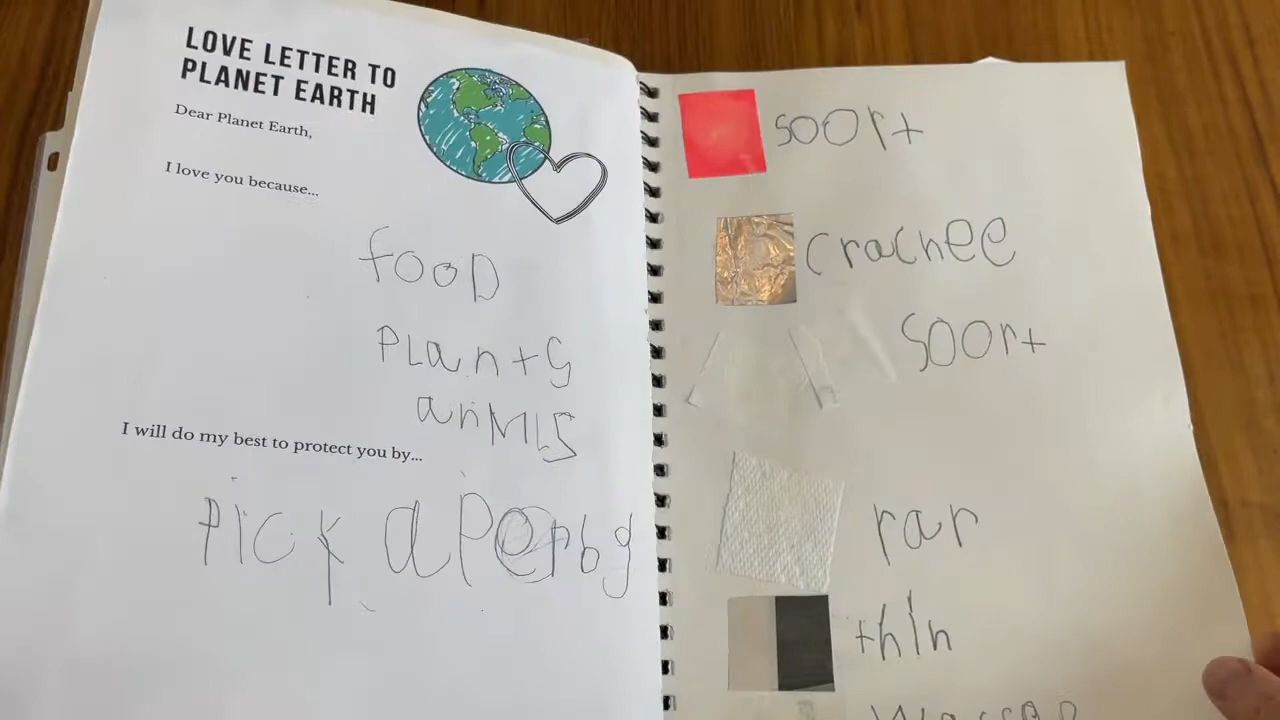 LOVE LETTER TO
PLANET EARTH
Dear Planet Earth,
I love you because...
fooD
PLantS
anMLS
I will do my best to protect you by...
Pick a Perbg
soort
crachee
soort
rar
thin